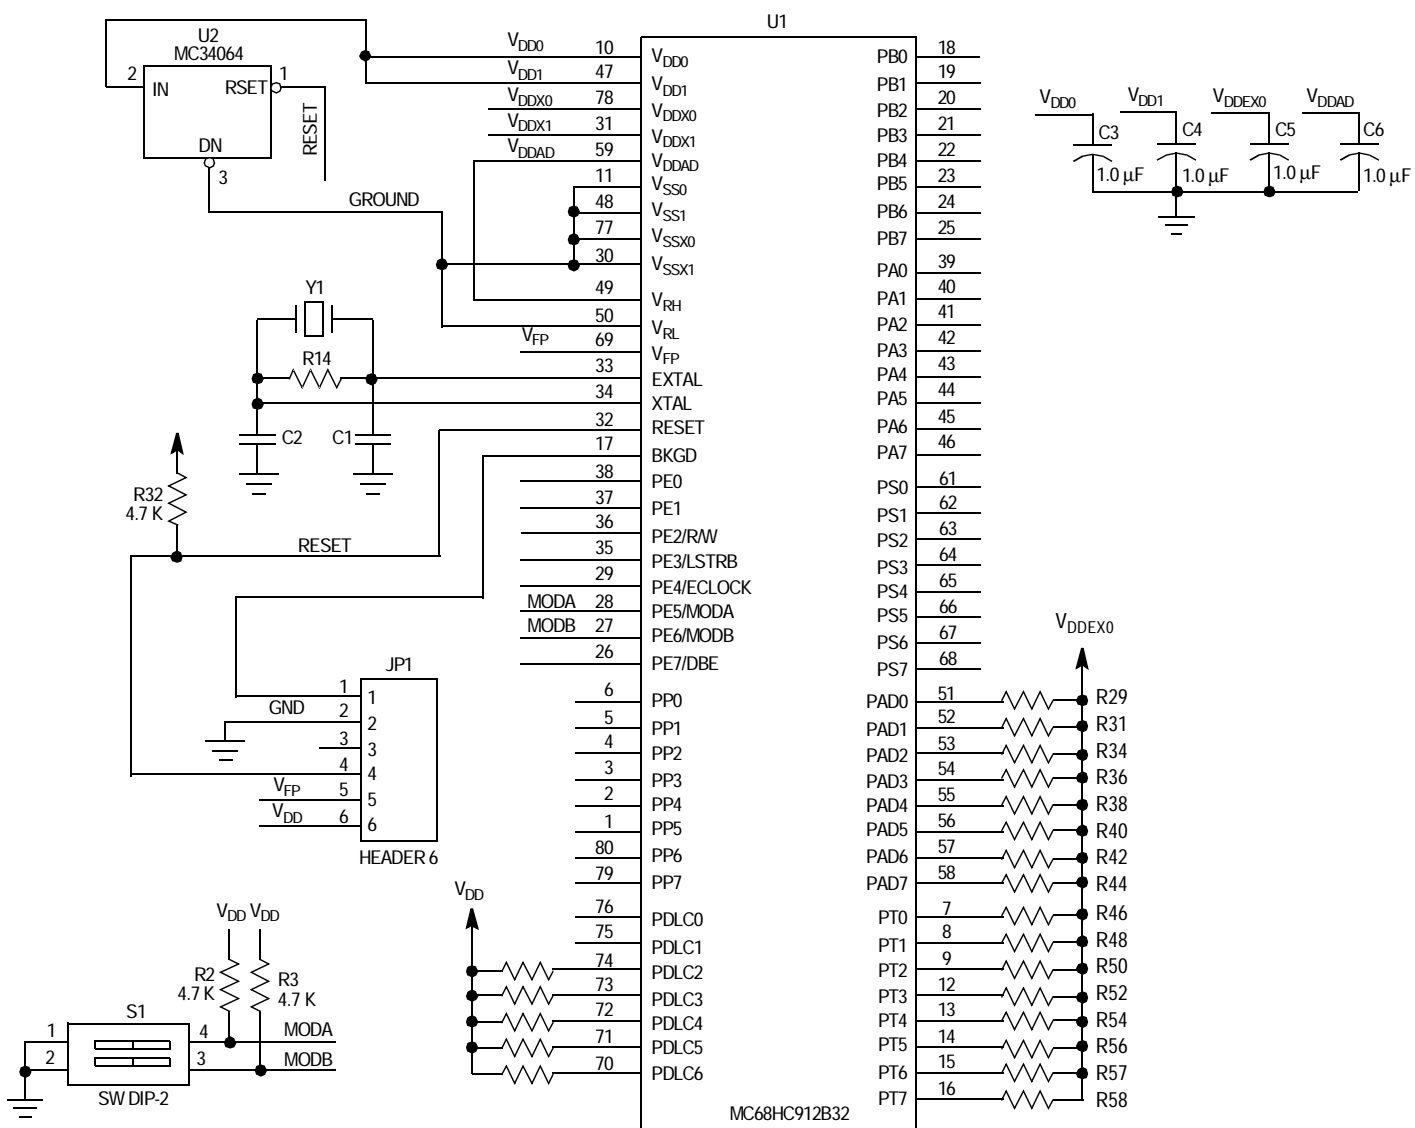 U1
U2
MC34064
2
IN
RSET
1
DN
3
RESET
GROUND
VDD0 10 VDD0
VDD1 47 VDD1
VDDX0 78 VDDX0
VDDX1 31 VDDX1
VDDAD 59 VDDAD
11 VSS0
48 VSS1
77 VSSX0
30 VSSX1
49 VRH
50 VRL
VFP 69 VFP
33 EXTAL
34 XTAL
32 RESET
17 BKGD
38 PE0
37 PE1
36 PE2/R/W
35 PE3/LSTRB
29 PE4/ECLOCK
MODA 28 PE5/MODA
MODB 27 PE6/MODB
26 PE7/DBE
6 PP0
5 PP1
4 PP2
3 PP3
2 PP4
1 PP5
80 PP6
79 PP7
76 PDLC0
75 PDLC1
74 PDLC2
73 PDLC3
72 PDLC4
71 PDLC5
70 PDLC6
VDD
PB0 18
PB1 19
PB2 20
PB3 21
PB4 22
PB5 23
PB6 24
PB7 25
PA0 39
PA1 40
PA2 41
PA3 42
PA4 43
PA5 44
PA6 45
PA7 46
PS0 61
PS1 62
PS2 63
PS3 64
PS4 65
PS5 66
PS6 67
PS7 68
VDDEX0
PAD0 51 R29
PAD1 52 R31
PAD2 53 R34
PAD3 54 R36
PAD4 55 R38
PAD5 56 R40
PAD6 57 R42
PAD7 58 R44
PT0 7 R46
PT1 8 R48
PT2 9 R50
PT3 12 R52
PT4 13 R54
PT5 14 R56
PT6 15 R57
PT7 16 R58
MC68HC912B32
VDD0 VDD1 VDDEX0 VDDAD
C3 C4 C5 C6
1.0 µF 1.0 µF 1.0 µF 1.0 µF
Y1
R14
C2 C1
R32
4.7 K
RESET
JP1
1 1
GND 2 2
3 3
4 4
VFP 5 5
VDD 6 6
HEADER 6
VDD VDD
R2
4.7 K
R3
4.7 K
S1
1 4 MODA
2 3 MODB
SW DIP-2